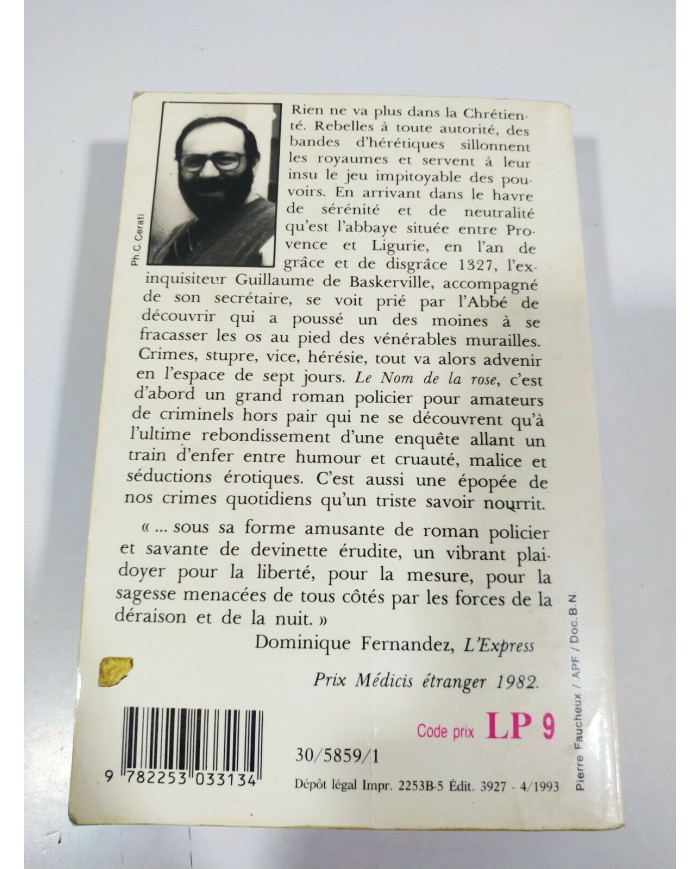 Rien ne va plus dans la Chrétien-
té. Rebelles à toute autorité, des
bandes d'hérétiques sillonnent
les royaumes et servent à leur
insu le jeu impitoyable des pou-
voirs. En arrivant dans le havre
de sérénité et de neutralité
qu'est l'abbaye située entre Pro-
vence et Ligurie, en l'an de
grâce et de disgrâce 1327, l'ex-
inquisiteur Guillaume de Baskerville, accompagné
de son secrétaire, se voit prié par l'Abbé de
découvrir qui a poussé un des moines à se
fracasser les os au pied des vénérables murailles.
Crimes, stupre, vice, hérésie, tout va alors advenir
en l'espace de sept jours. Le Nom de la rose, c'est
d'abord un grand roman policier pour amateurs
de criminels hors pair qui ne se découvrent qu'à
l'ultime rebondissement d'une enquête allant un
train d'enfer entre humour et cruauté, malice et
séductions érotiques. C'est aussi une épopée de
nos crimes quotidiens qu'un triste savoir nourrit.
« ... sous sa forme amusante de roman policier
et savante de devinette érudite, un vibrant plai-
doyer pour la liberté, pour la mesure, pour la
sagesse menacées de tous côtés par les forces de la
déraison et de la nuit. »
Dominique Fernandez, L'Express
Prix Médicis étranger 1982.
Ph.C.Cerati
Pierre Faucheux / APF / Doc. B.N
Code prix LP 9
30/5859/1
9 782253 033134
Dépôt légal Impr. 2253B-5 Édit. 3927 - 4/1993